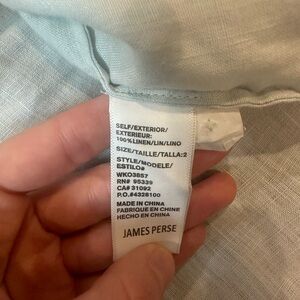 SELF/EXTERIOR/
EXTERIEUR:
100%LINEN/LIN/LINO
SIZE/TAILLE/TALLA:2
STYLE/MODELE/
ESTILO#
WKO3857
RN# 95339
CA# 31092
P.O.#4328100
MADE IN CHINA
FABRIQUE EN CHINE
HECHO EN CHINA
JAMES PERSE